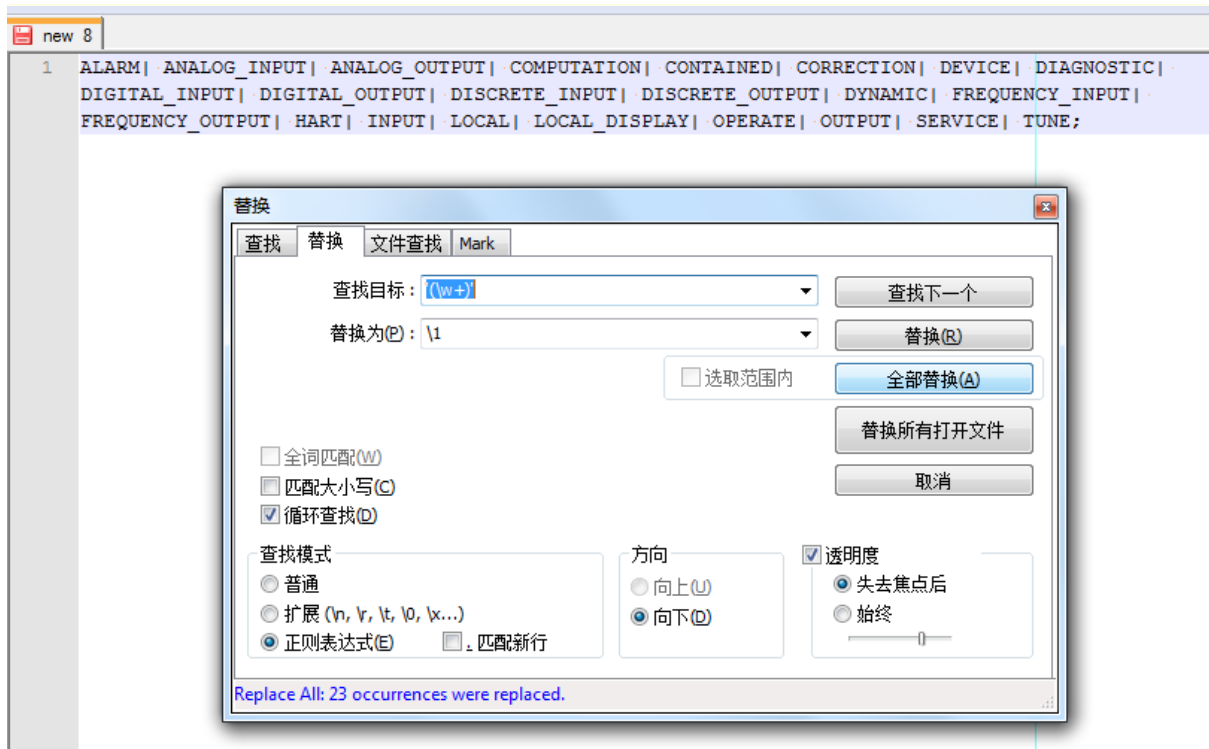 new 8
1 ALARM| ANALOG_INPUT| ANALOG_OUTPUT| COMPUTATION| CONTAINED| CORRECTION| DEVICE| DIAGNOSTIC|
DIGITAL_INPUT| DIGITAL_OUTPUT| DISCRETE_INPUT| DISCRETE_OUTPUT| DYNAMIC| FREQUENCY_INPUT|
FREQUENCY_OUTPUT| HART| INPUT| LOCAL| LOCAL_DISPLAY| OPERATE| OUTPUT| SERVICE| TUNE;
替换
查找 替换 文件查找 Mark
查找目标: '(\w+)' 查找下一个
替换为(P): \1 替换(R)
选取范围内 全部替换(A)
替换所有打开文件
全词匹配(W)
取消
匹配大小写(C)
循环查找(D)
查找模式 方向 透明度
普通 向上(U) 失去焦点后
扩展 (\n, \r, \t, \0, \x...) 向下(D) 始终
正则表达式(E) . 匹配新行
Replace All: 23 occurrences were replaced.